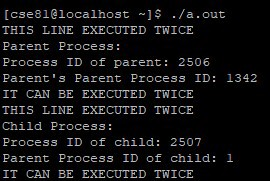 [cse81@localhost ~]$ ./a.out
THIS LINE EXECUTED TWICE
Parent Process:
Process ID of parent: 2506
Parent's Parent Process ID: 1342
IT CAN BE EXECUTED TWICE
THIS LINE EXECUTED TWICE
Child Process:
Process ID of child: 2507
Parent Process ID of child: 1
IT CAN BE EXECUTED TWICE